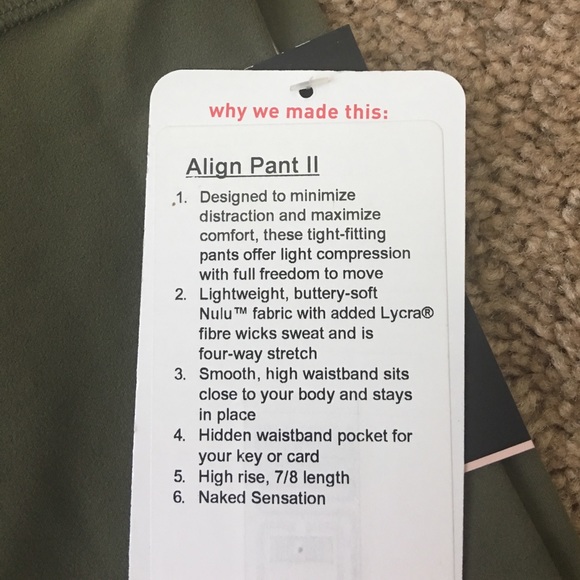 why we made this:
Align Pant II
1. Designed to minimize
distraction and maximize
comfort, these tight-fitting
pants offer light compression
with full freedom to move
2. Lightweight, buttery-soft
Nulu™ fabric with added Lycra®
fibre wicks sweat and is
four-way stretch
3. Smooth, high waistband sits
close to your body and stays
in place
4. Hidden waistband pocket for
your key or card
5. High rise, 7/8 length
6. Naked Sensation